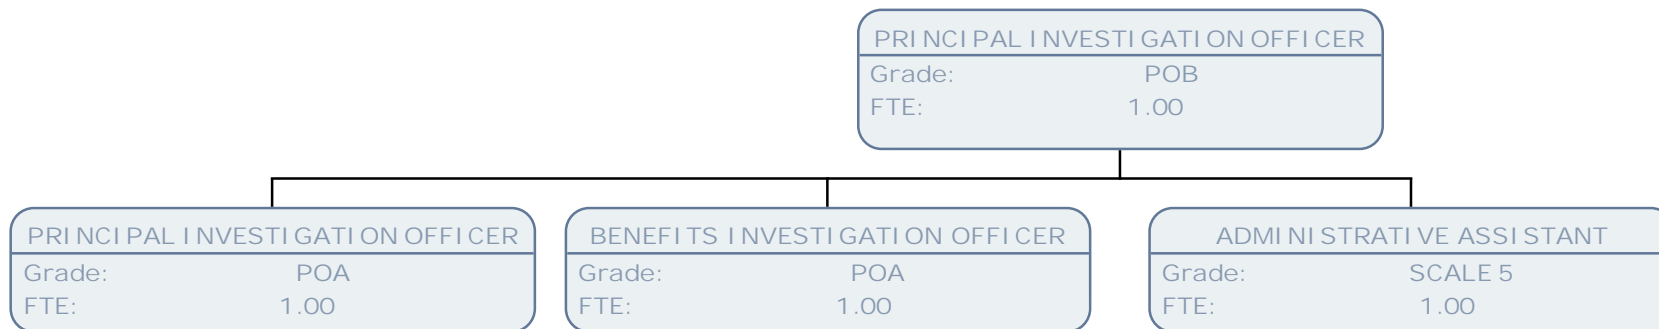 PRINCIPAL INVESTIGATION OFFICER
Grade: POB
FTE: 1.00
PRINCIPAL INVESTIGATION OFFICER
Grade: POA
FTE: 1.00
BENEFITS INVESTIGATION OFFICER
Grade: POA
FTE: 1.00
ADMINISTRATIVE ASSISTANT
Grade: SCALE 5
FTE: 1.00